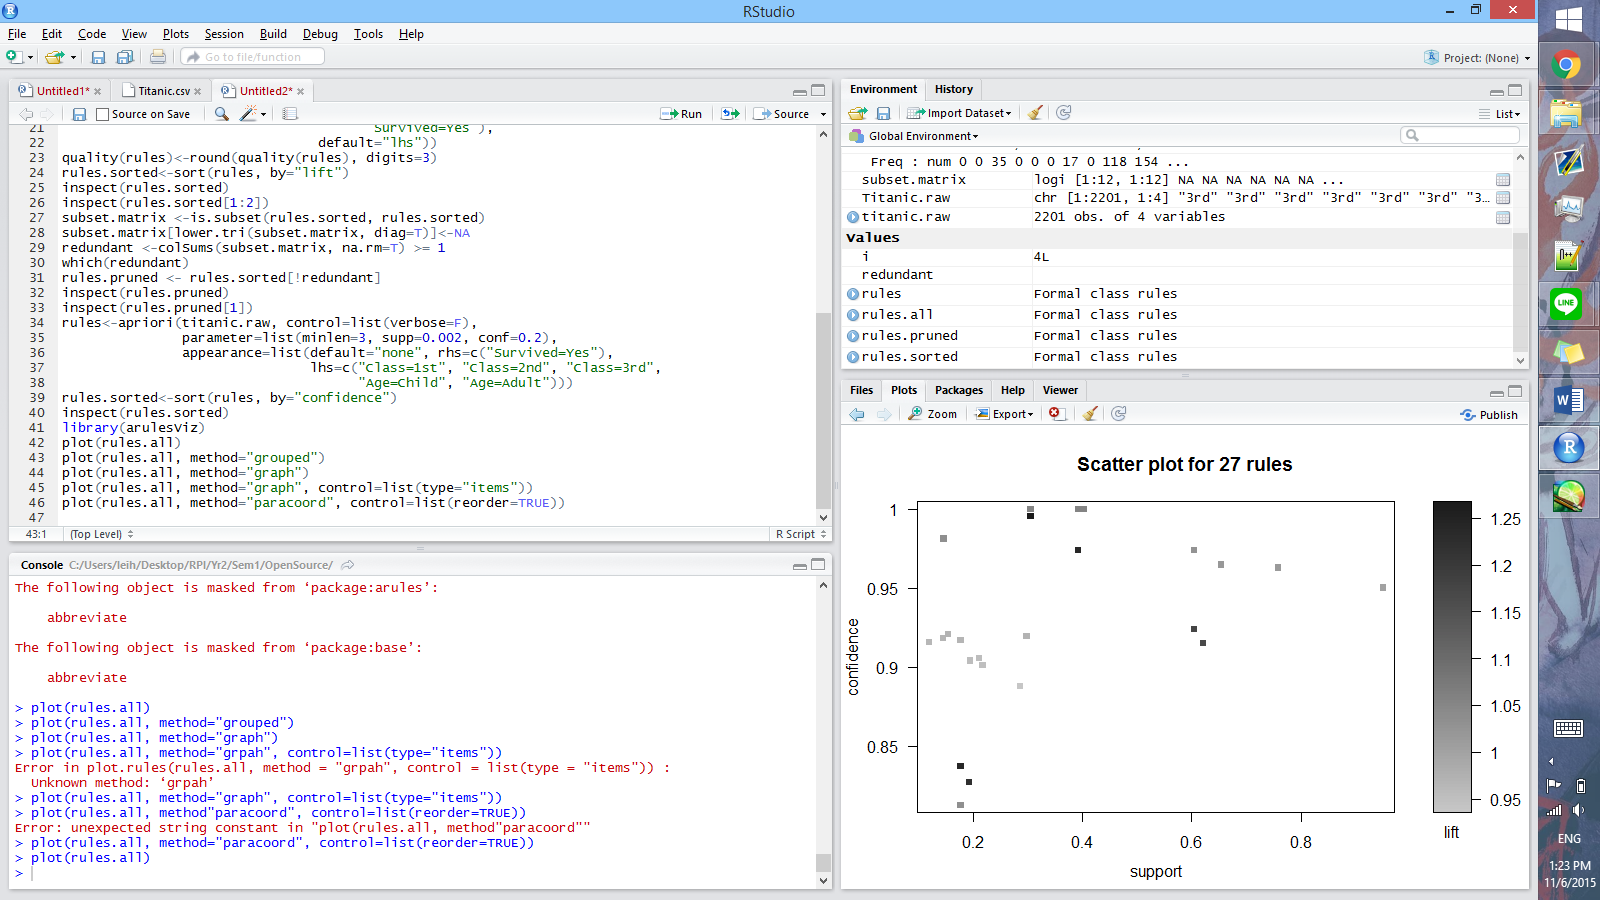 RStudio
File Edit Code View Plots Session Build Debug Tools Help
Go to file/function
Project: (None)
Untitled1* Titanic.csv Untitled2*
Source on Save Run Source
21 Survived=Yes"),
22 default="lhs"))
23 quality(rules)<-round(quality(rules), digits=3)
24 rules.sorted<-sort(rules, by="lift")
25 inspect(rules.sorted)
26 inspect(rules.sorted[1:2])
27 subset.matrix <-is.subset(rules.sorted, rules.sorted)
28 subset.matrix[lower.tri(subset.matrix, diag=T)]<-NA
29 redundant <-colSums(subset.matrix, na.rm=T) >= 1
30 which(redundant)
31 rules.pruned <- rules.sorted[!redundant]
32 inspect(rules.pruned)
33 inspect(rules.pruned[1])
34 rules<-apriori(titanic.raw, control=list(verbose=F),
35 parameter=list(minlen=3, supp=0.002, conf=0.2),
36 appearance=list(default="none", rhs=c("Survived=Yes"),
37 lhs=c("Class=1st", "Class=2nd", "Class=3rd",
38 "Age=Child", "Age=Adult")))
39 rules.sorted<-sort(rules, by="confidence")
40 inspect(rules.sorted)
41 library(arulesViz)
42 plot(rules.all)
43 plot(rules.all, method="grouped")
44 plot(rules.all, method="graph")
45 plot(rules.all, method="graph", control=list(type="items"))
46 plot(rules.all, method="paracoord", control=list(reorder=TRUE))
47
43:1 (Top Level) R Script
Console C:/Users/leih/Desktop/RPI/Yr2/Sem1/OpenSource/
The following object is masked from ‘package:arules’:
abbreviate
The following object is masked from ‘package:base’:
abbreviate
> plot(rules.all)
> plot(rules.all, method="grouped")
> plot(rules.all, method="graph")
> plot(rules.all, method="grpah", control=list(type="items"))
Error in plot.rules(rules.all, method = "grpah", control = list(type = "items")) :
Unknown method: ‘grpah’
> plot(rules.all, method="graph", control=list(type="items"))
> plot(rules.all, method"paracoord", control=list(reorder=TRUE))
Error: unexpected string constant in "plot(rules.all, method"paracoord""
> plot(rules.all, method="paracoord", control=list(reorder=TRUE))
> plot(rules.all)
>
Environment History
Import Dataset List
Global Environment
Freq : num 0 0 35 0 0 0 17 0 118 154 ...
subset.matrix logi [1:12, 1:12] NA NA NA NA NA NA ...
Titanic.raw chr [1:2201, 1:4] "3rd" "3rd" "3rd" "3rd" "3rd" "3rd" "3...
titanic.raw 2201 obs. of 4 variables
Values
i 4L
redundant
rules Formal class rules
rules.all Formal class rules
rules.pruned Formal class rules
rules.sorted Formal class rules
Files Plots Packages Help Viewer
Zoom Export Publish
Scatter plot for 27 rules
1
0.95
0.9
0.85
confidence
0.2 0.4 0.6 0.8
support
1.25
1.2
1.15
1.1
1.05
1
0.95
lift
LINE
ENG
1:23 PM
11/6/2015